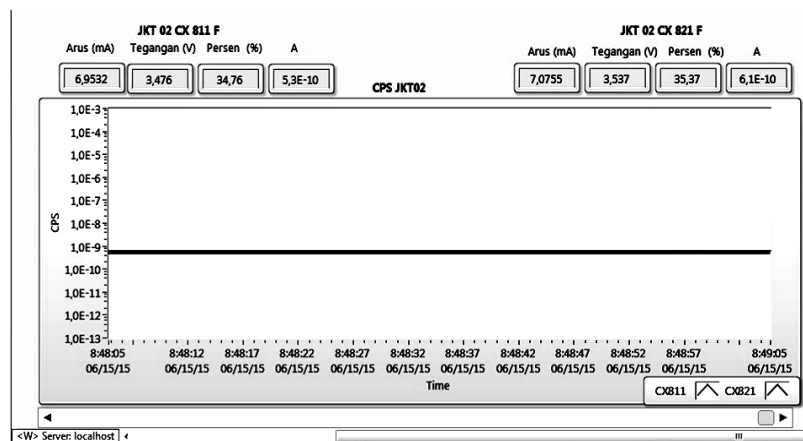 JKT 02 CX 811 F
JKT 02 CX 821 F
Arus (mA) Tegangan (V) Persen (%) A
Arus (mA) Tegangan (V) Persen (%) A
6,9532 3,476 34,76 5,3E-10
7,0755 3,537 35,37 6,1E-10
CPS JKT02
1,0E-3
1,0E-4
1,0E-5
1,0E-6
1,0E-7
1,0E-8
1,0E-9
1,0E-10
1,0E-11
1,0E-12
1,0E-13
CPS
8:48:05 8:48:12 8:48:17 8:48:22 8:48:27 8:48:32 8:48:37 8:48:42 8:48:47 8:48:52 8:48:57 8:49:05
06/15/15 06/15/15 06/15/15 06/15/15 06/15/15 06/15/15 06/15/15 06/15/15 06/15/15 06/15/15 06/15/15 06/15/15
Time
CX811 CX821
<W> Server: localhost